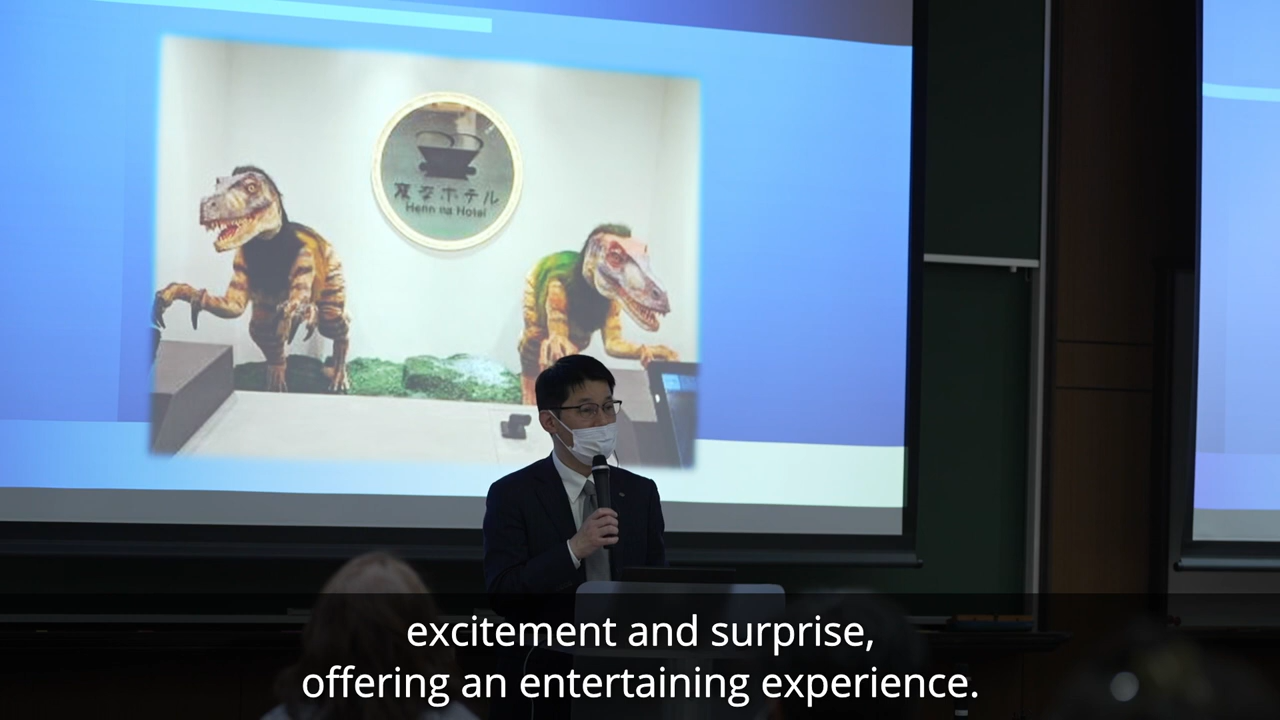 変なホテル
Henn na Hotel
excitement and surprise,
offering an entertaining experience.